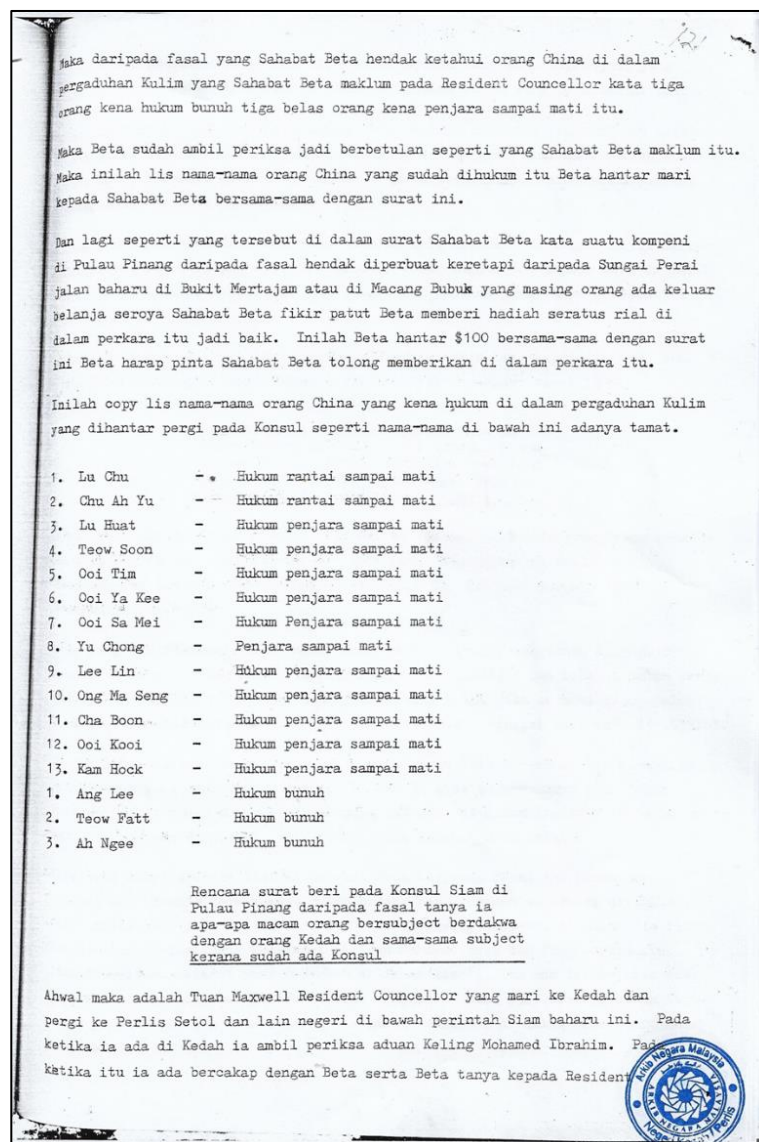 12.
Maka daripada fasal yang Sahabat Beta hendak ketahui orang China di dalam
pergaduhan Kulim yang Sahabat Beta maklum pada Resident Councellor kata tiga
orang kena hukum bunuh tiga belas orang kena penjara sampai mati itu.
Maka Beta sudah ambil periksa jadi berbetulan seperti yang Sahabat Beta maklum itu.
Maka inilah lis nama-nama orang China yang sudah dihukum itu Beta hantar mari
kepada Sahabat Beta bersama-sama dengan surat ini.
Dan lagi seperti yang tersebut di dalam surat Sahabat Beta kata suatu kompeni
di Pulau Pinang daripada fasal hendak diperbuat keretapi daripada Sungai Perai
jalan baharu di Bukit Mertajam atau di Macang Bubuk yang masing orang ada keluar
belanja seroya Sahabat Beta fikir patut Beta memberi hadiah seratus rial di
dalam perkara itu jadi baik. Inilah Beta hantar $100 bersama-sama dengan surat
ini Beta harap pinta Sahabat Beta tolong memberikan di dalam perkara itu.
Inilah copy lis nama-nama orang China yang kena hukum di dalam pergaduhan Kulim
yang dihantar pergi pada Konsul seperti nama-nama di bawah ini adanya tamat.
1. Lu Chu - Hukum rantai sampai mati
2. Chu Ah Yu - Hukum rantai sampai mati
3. Lu Huat - Hukum penjara sampai mati
4. Teow Soon - Hukum penjara sampai mati
5. Ooi Tim - Hukum penjara sampai mati
6. Ooi Ya Kee - Hukum penjara sampai mati
7. Ooi Sa Mei - Hukum Penjara sampai mati
8. Yu Chong - Penjara sampai mati
9. Lee Lin - Hukum penjara sampai mati
10. Ong Ma Seng - Hukum penjara sampai mati
11. Cha Boon - Hukum penjara sampai mati
12. Ooi Kooi - Hukum penjara sampai mati
13. Kam Hock - Hukum penjara sampai mati
1. Ang Lee - Hukum bunuh
2. Teow Fatt - Hukum bunuh
3. Ah Ngee - Hukum bunuh
Rencana surat beri pada Konsul Siam di
Pulau Pinang daripada fasal tanya ia
apa-apa macam orang bersubject berdakwa
dengan orang Kedah dan sama-sama subject
kerana sudah ada Konsul
Ahwal maka adalah Tuan Maxwell Resident Councellor yang mari ke Kedah dan
pergi ke Perlis Setol dan lain negeri di bawah perintah Siam baharu ini. Pada
ketika ia ada di Kedah ia ambil periksa aduan Keling Mohamed Ibrahim. Pada
ketika itu ia ada bercakap dengan Beta serta Beta tanya kepada Resident
Arkib Negara Malaysia
ARKIB NEGARA MALAYSIA
Perlis